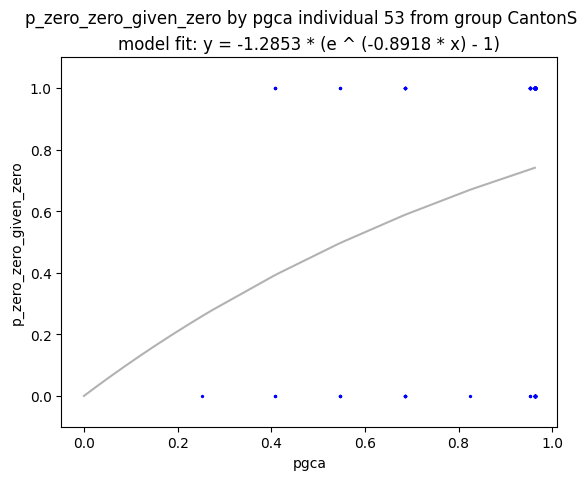 p_zero_zero_given_zero by pgca individual 53 from group CantonS
model fit: y = -1.2853 * (e ^ (-0.8918 * x) - 1)
1.0
0.8
0.6
0.4
0.2
0.0
p_zero_zero_given_zero
0.0 0.2 0.4 0.6 0.8 1.0
pgca